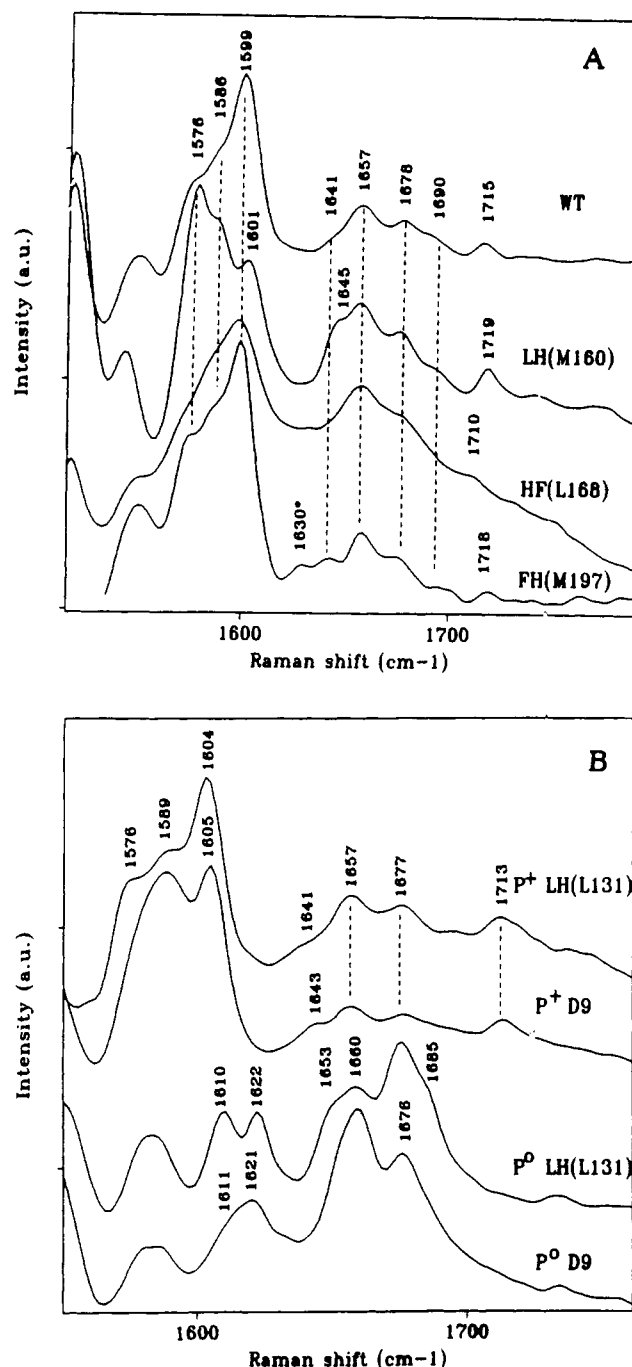 A
1599
1586
1576
1601
1641
1657
1678
1690
1715
WT
1645
LH(M160)
1719
HF(L168)
1710
1630*
1718
FH(M197)
Intensity (a.u.)
1600
1700
Raman shift (cm-1)
B
1604
1589
1576
1605
1657
1677
1713
1641
P+ LH(L131)
1643
P+ D9
1653
1660
1685
1610
1622
1676
Po LH(L131)
1611
1621
Po D9
Intensity (a.u.)
1600
1700
Raman shift (cm-1)